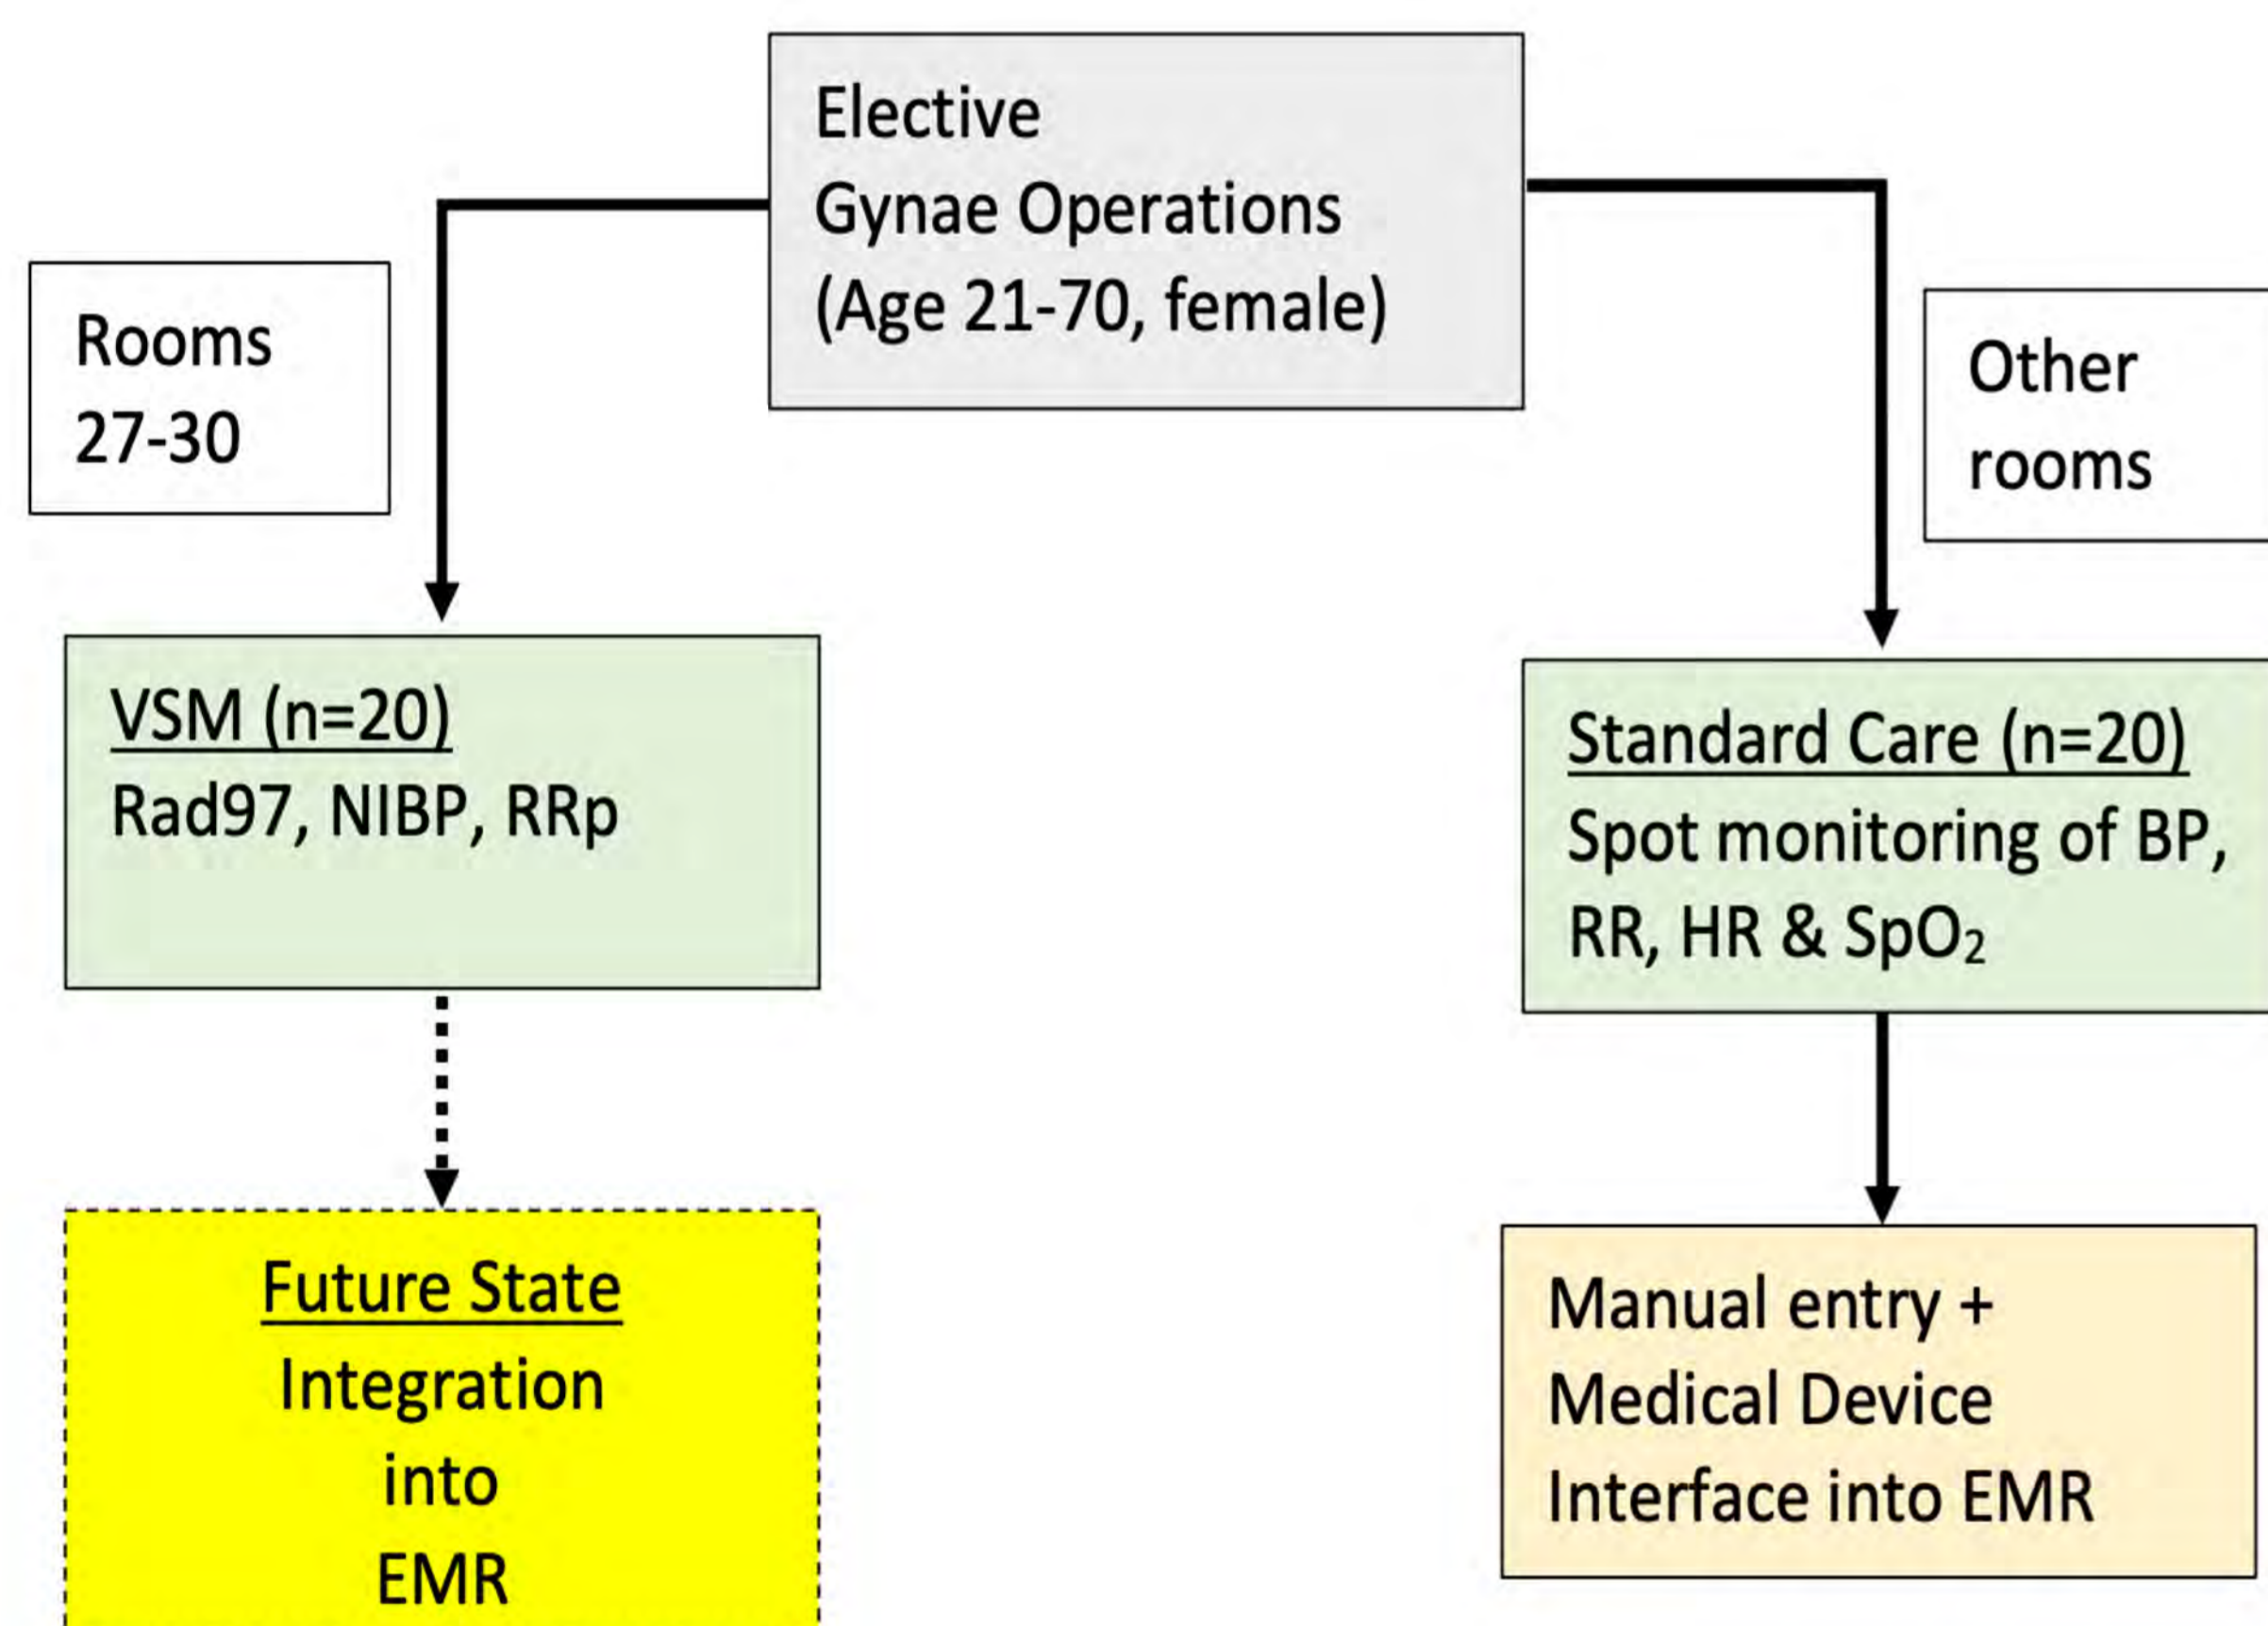 Elective
Gynae Operations
(Age 21-70, female)
Rooms
27-30
Other
rooms
VSM (n=20)
Rad97, NIBP, RRp
Standard Care (n=20)
Spot monitoring of BP,
RR, HR & SpO₂
Future State
Integration
into
EMR
Manual entry +
Medical Device
Interface into EMR